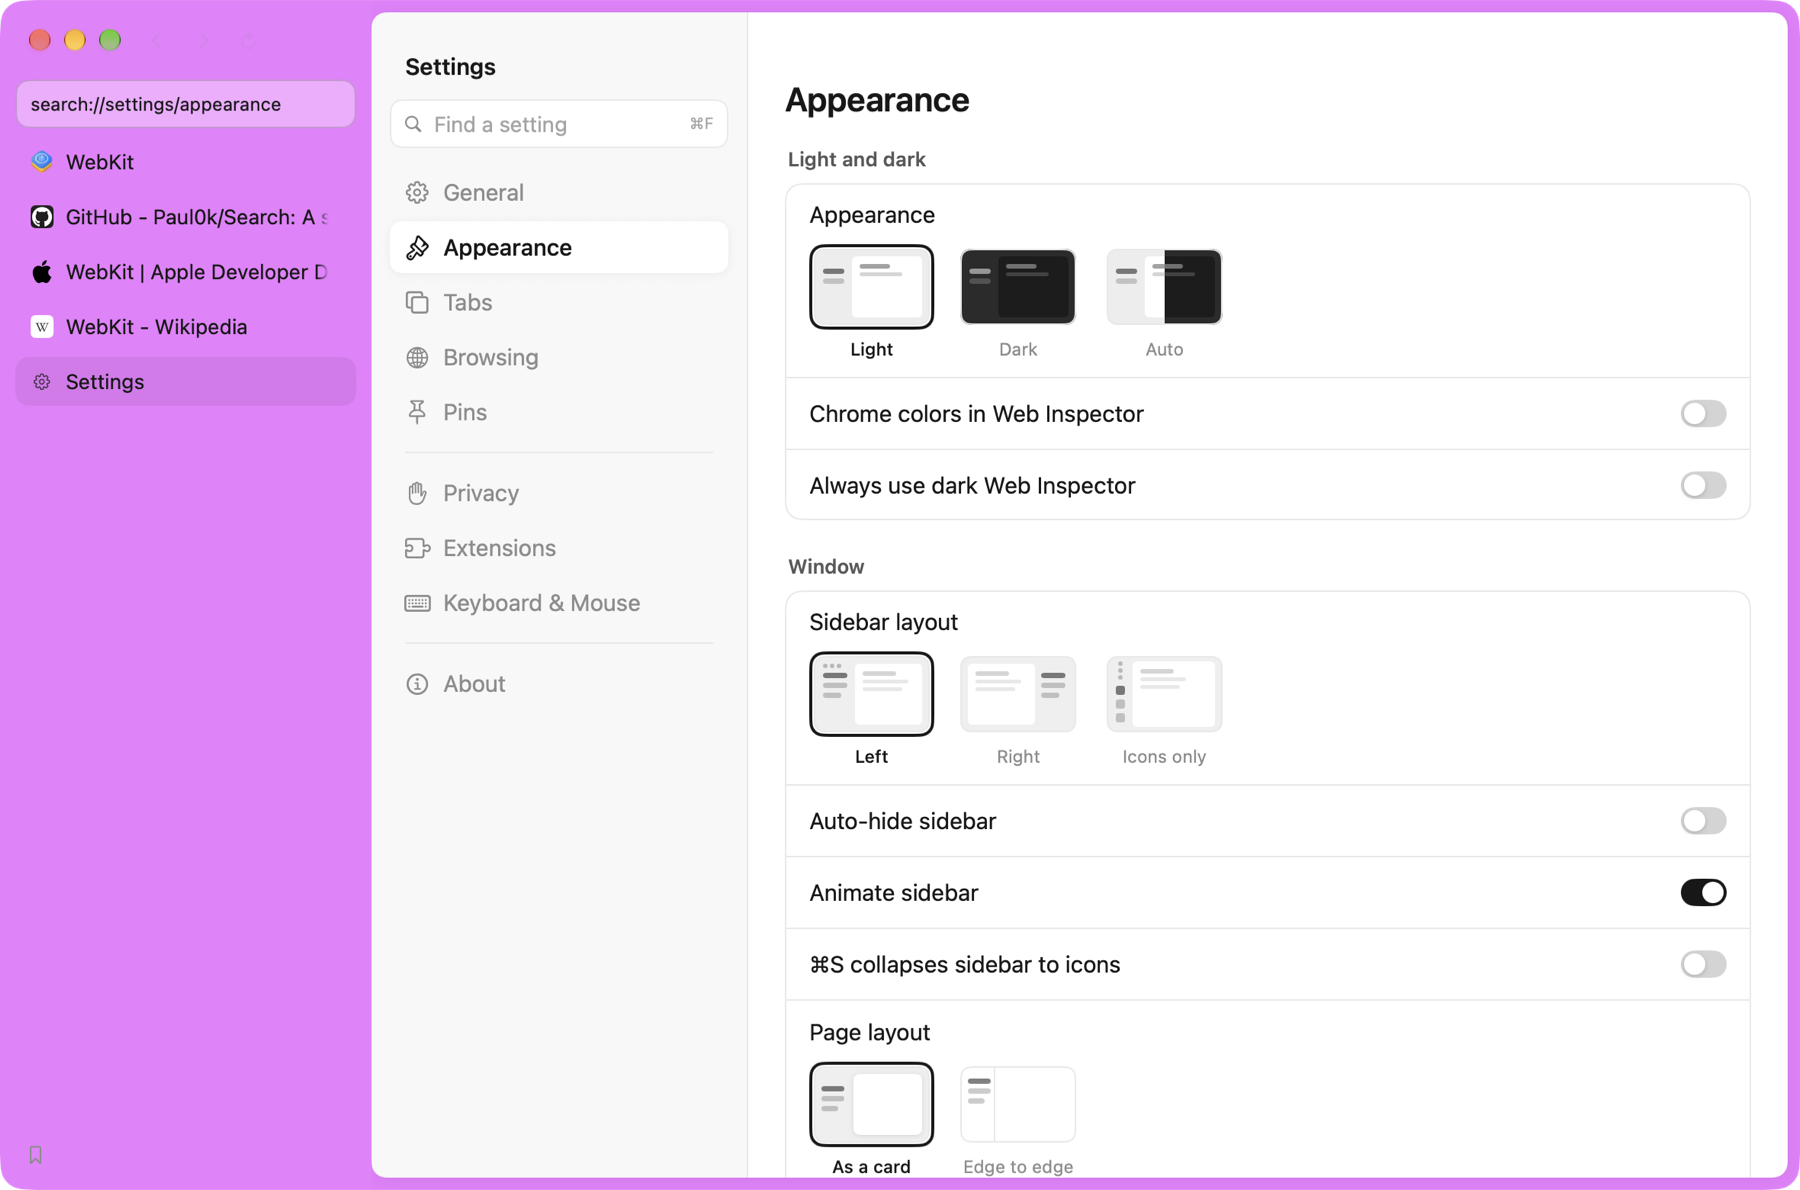 search://settings/appearance
WebKit
GitHub - Paul0k/Search: A s
WebKit | Apple Developer D
W
WebKit - Wikipedia
Settings
Settings
Find a setting ⌘F
General
Appearance
Tabs
Browsing
Pins
Privacy
Extensions
Keyboard & Mouse
About
Appearance
Light and dark
Appearance
Light Dark Auto
Chrome colors in Web Inspector
Always use dark Web Inspector
Window
Sidebar layout
Left Right Icons only
Auto-hide sidebar
Animate sidebar
⌘S collapses sidebar to icons
Page layout
As a card Edge to edge